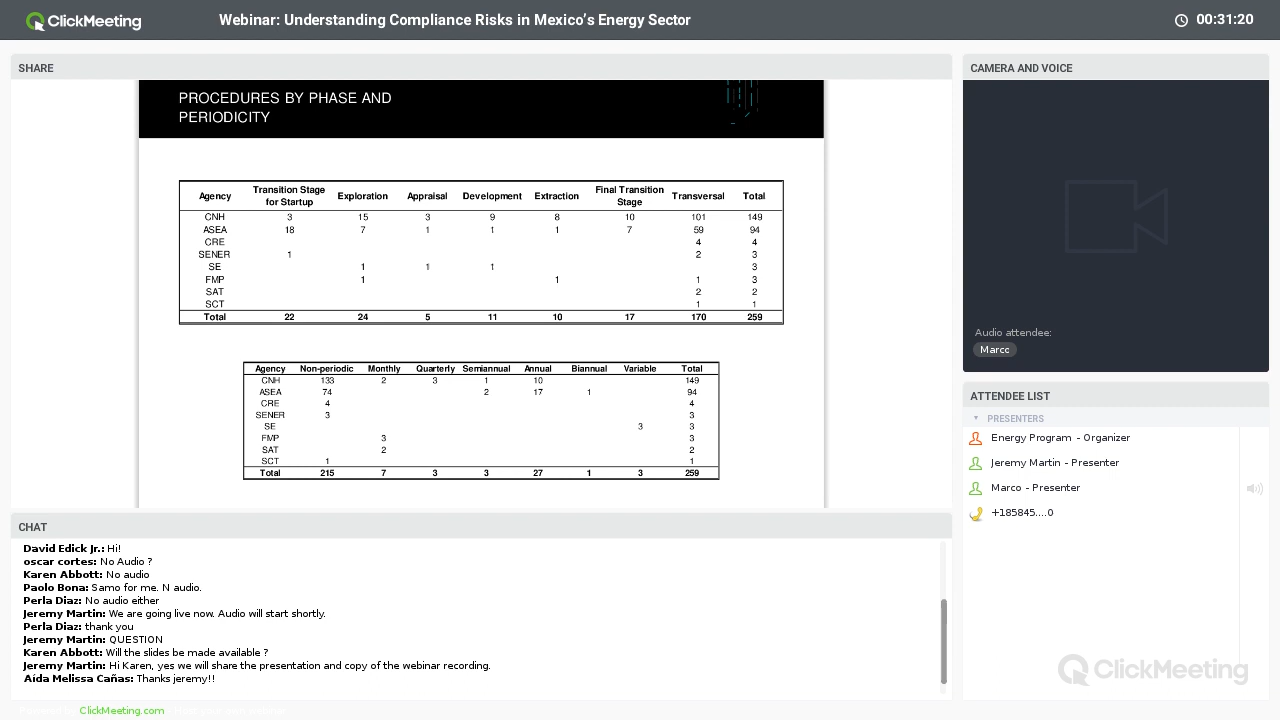 ClickMeeting
Webinar: Understanding Compliance Risks in Mexico's Energy Sector
00:31:20
SHARE
PROCEDURES BY PHASE AND
PERIODICITY
Agency Transition Stage for Startup Exploration Appraisal Development Extraction Final Transition Stage Transversal Total
CNH 3 15 3 9 8 10 101 149
ASEA 18 7 1 1 1 7 59 94
CRE 4 4
SENER 1 2 3
SE 1 1 1 3
FMP 1 1 1 3
SAT 2 2
SCT 1 1
Total 22 24 5 11 10 17 170 259
Agency Non-periodic Monthly Quarterly Semiannual Annual Biannual Variable Total
CNH 133 2 3 1 10 149
ASEA 74 2 17 1 94
CRE 4 4
SENER 3 3
SE 3 3
FMP 3 3
SAT 2 2
SCT 1 1
Total 215 7 3 3 27 1 3 259
CHAT
David Edick Jr.: Hi!
oscar cortes: No Audio ?
Karen Abbott: No audio
Paolo Bona: Samo for me. N audio.
Perla Diaz: No audio either
Jeremy Martin: We are going live now. Audio will start shortly.
Perla Diaz: thank you
Jeremy Martin: QUESTION
Karen Abbott: Will the slides be made available ?
Jeremy Martin: Hi Karen, yes we will share the presentation and copy of the webinar recording.
Aída Melissa Cañas: Thanks jeremy!!
ClickMeeting.com
CAMERA AND VOICE
Audio attendee:
Marco
ATTENDEE LIST
PRESENTERS
Energy Program - Organizer
Jeremy Martin - Presenter
Marco - Presenter
+185845....0
ClickMeeting